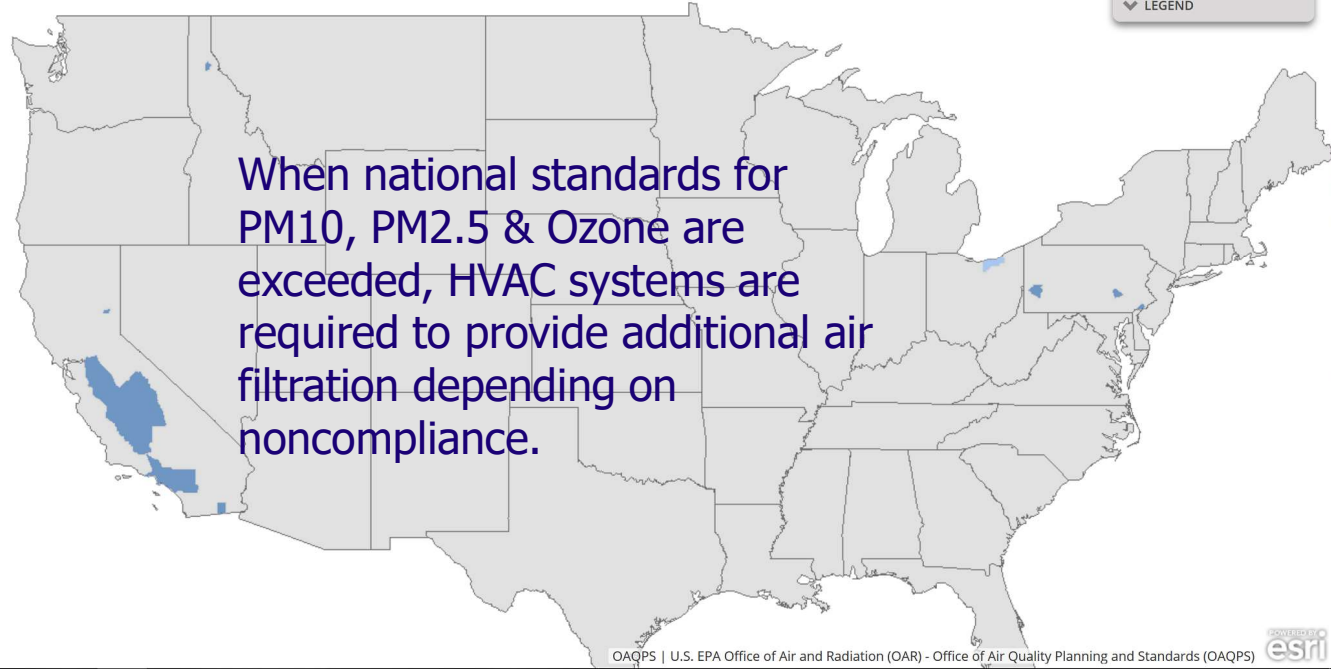 LEGEND
When national standards for
PM10, PM2.5 & Ozone are
exceeded, HVAC systems are
required to provide additional air
filtration depending on
noncompliance.
OAQPS | U.S. EPA Office of Air and Radiation (OAR) - Office of Air Quality Planning and Standards (OAQPS)
POWERED BY
esri